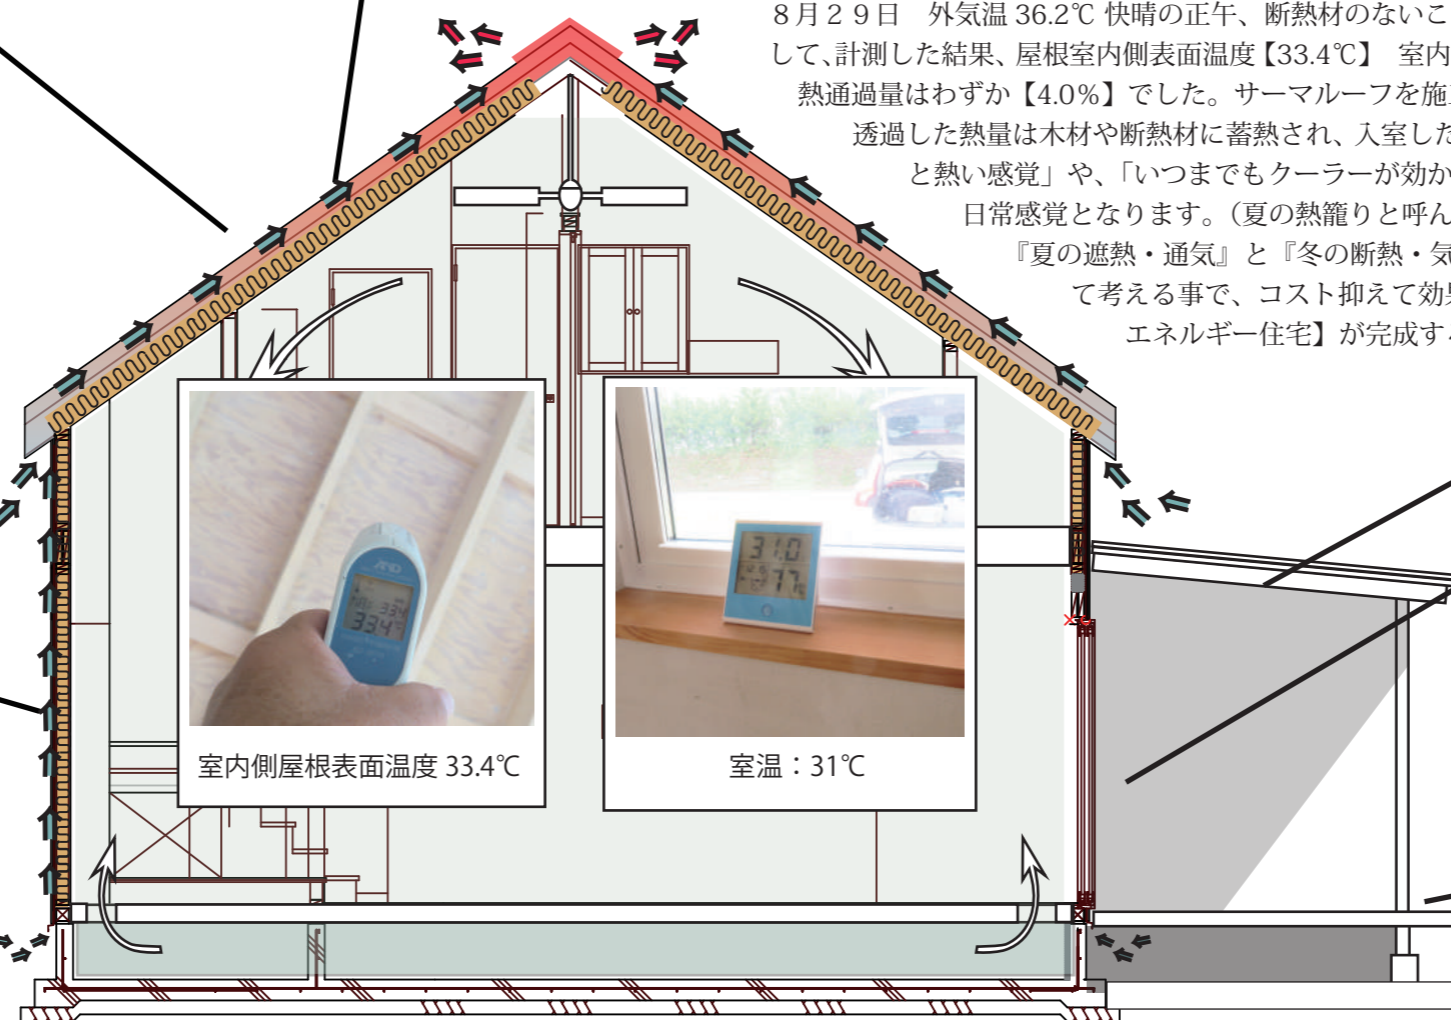 ８月２９日　外気温 36.2℃ 快晴の正午、断熱材のないこ
して、計測した結果、屋根室内側表面温度【33.4℃】　室内
熱通過量はわずか【4.0％】でした。サーマルーフを施
透過した熱量は木材や断熱材に蓄熱され、入室した
と熱い感覚」や、「いつまでもクーラーが効か
日常感覚となります。（夏の熱籠りと呼ん
『夏の遮熱・通気』と『冬の断熱・気
て考える事で、コスト抑えて効果
エネルギー住宅】が完成す
AND
33.4
33.4
31.0
77
室内側屋根表面温度 33.4℃
室温：31℃